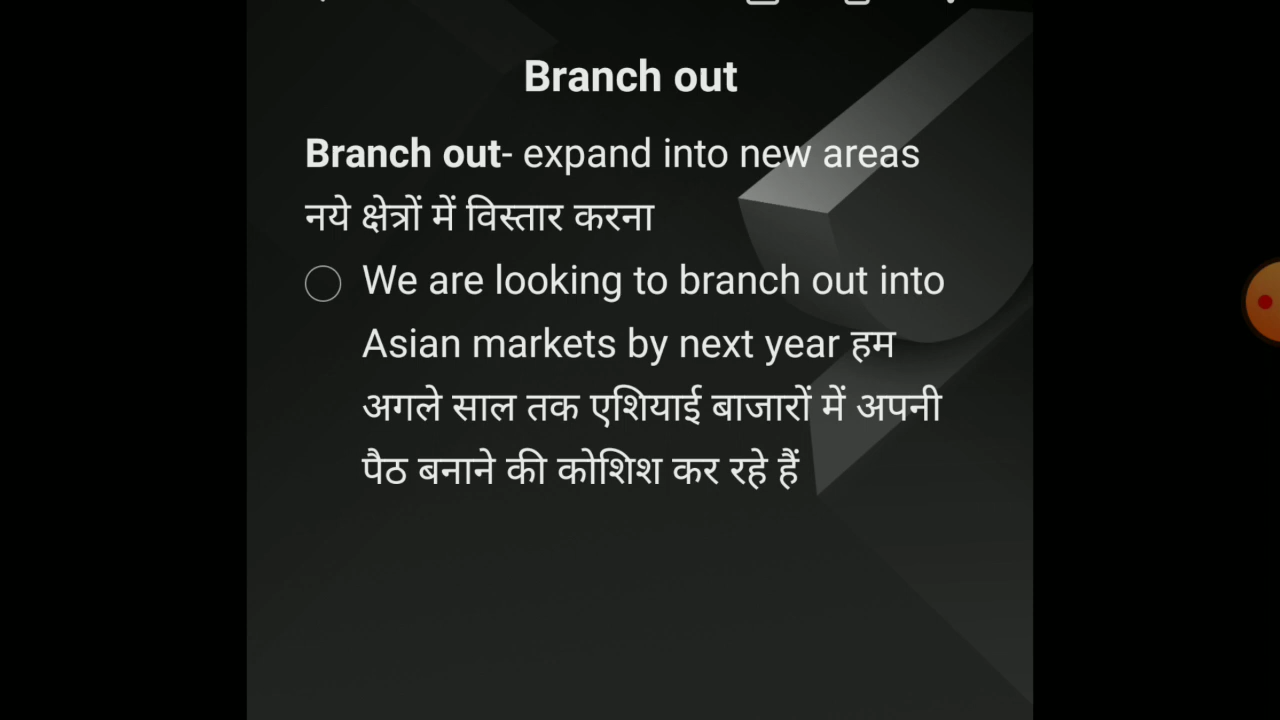 Branch out
Branch out- expand into new areas
नये क्षेत्रों में विस्तार करना
We are looking to branch out into
Asian markets by next year हम
अगले साल तक एशियाई बाजारों में अपनी
पैठ बनाने की कोशिश कर रहे हैं